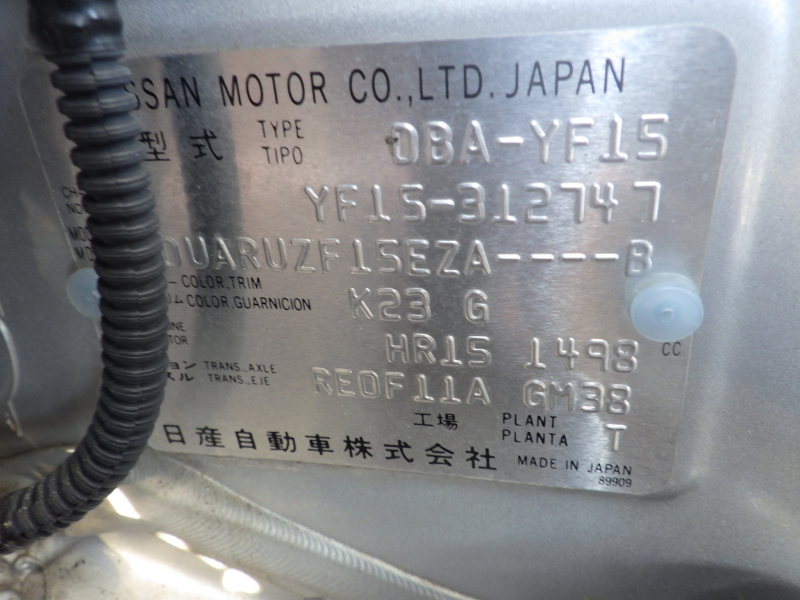 SSAN MOTOR CO.,LTD. JAPAN
型式 TYPE TIPO DBA-YF15
YF15-312747
DUARUZF15EZA----B
COLOR,TRIM
COLOR,GUARNICION K23 G
HR15 1498 CC
TRANS.,AXLE
TRANS.,EJE RE0F11A GM38
工場 PLANT PLANTA T
日産自動車株式会社 MADE IN JAPAN
89909